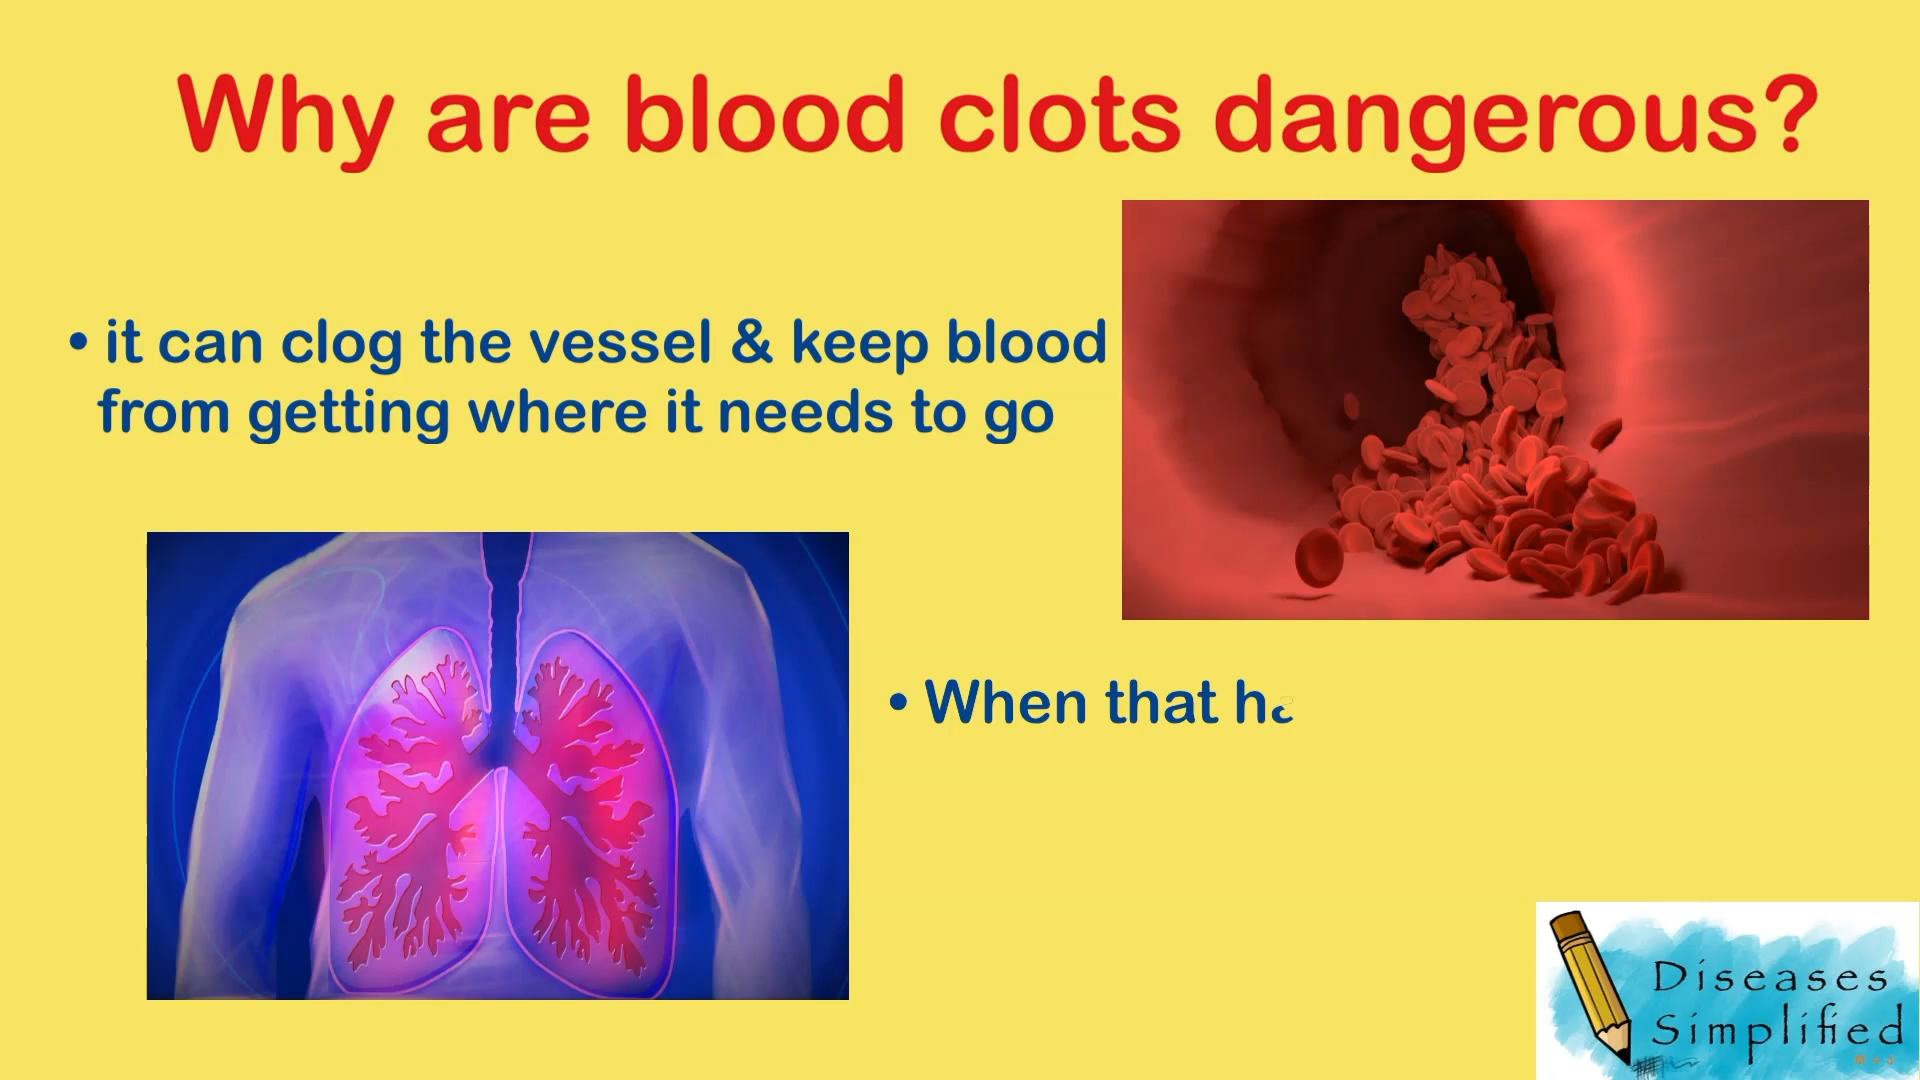 Why are blood clots dangerous?
• it can clog the vessel & keep blood
from getting where it needs to go
• When that
Diseases
Simplified